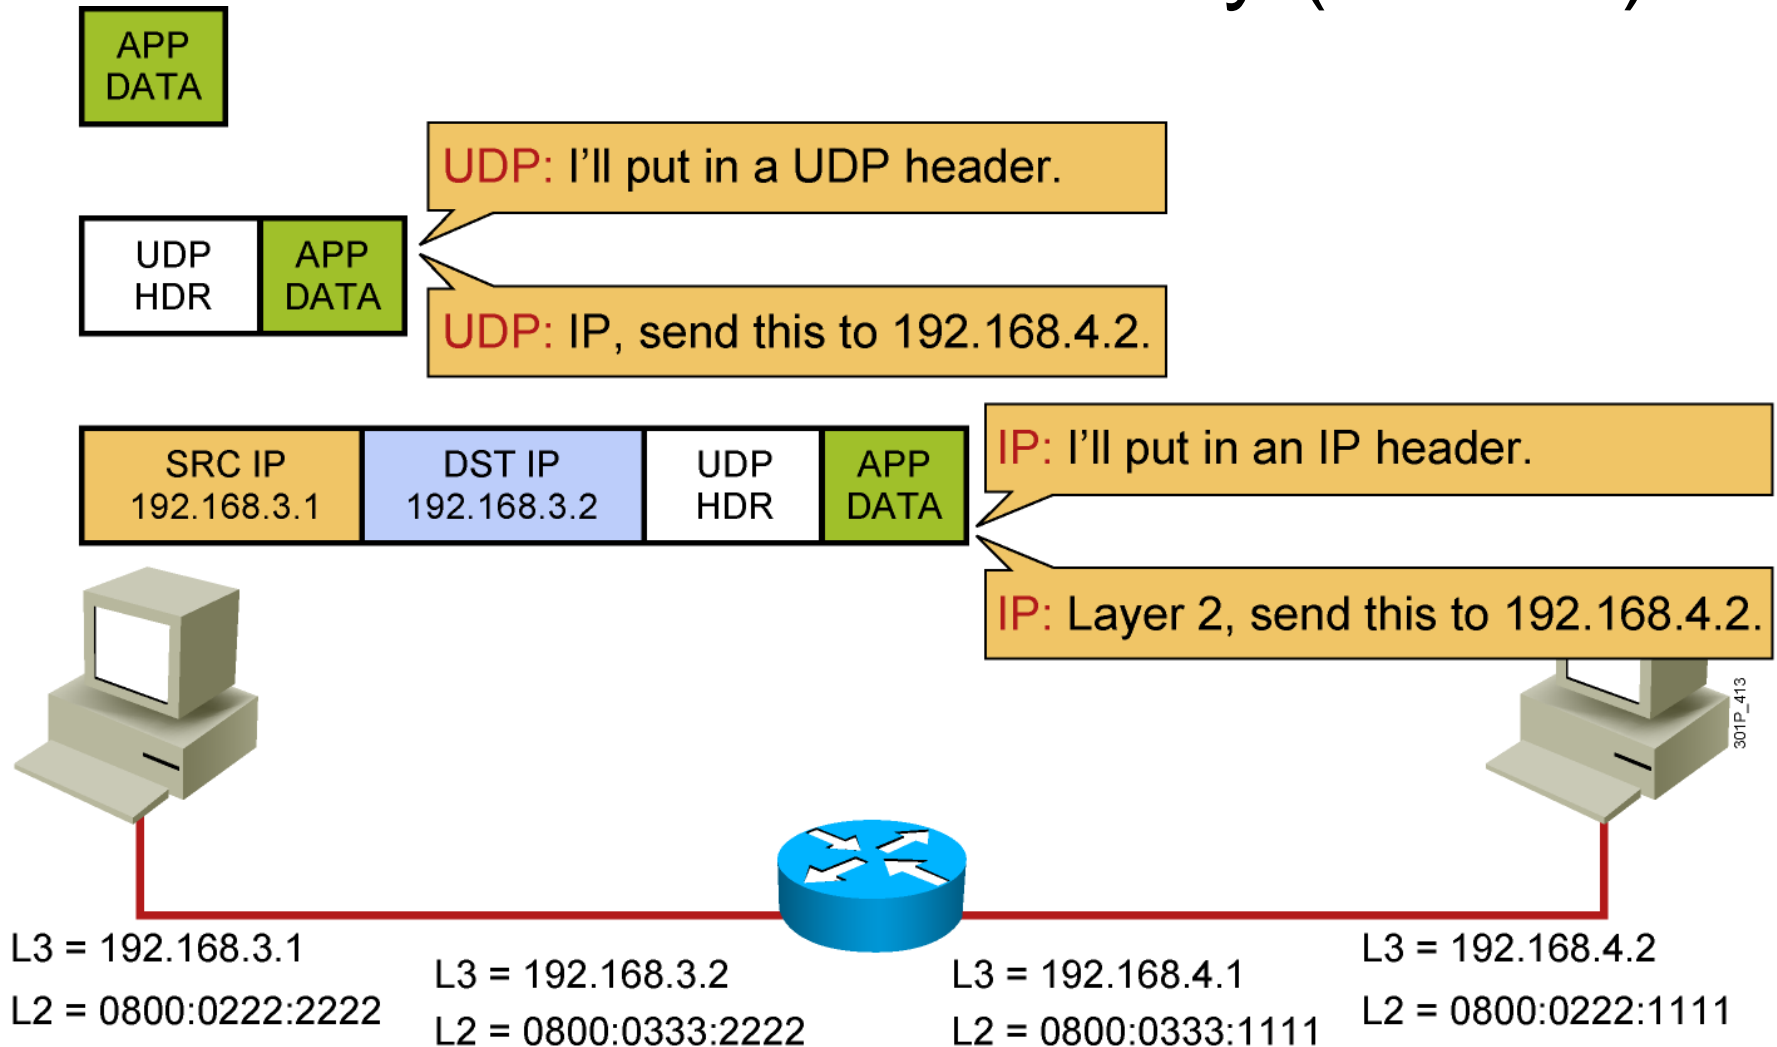 APP
DATA
UDP: I'll put in a UDP header.
UDP
HDR
APP
DATA
UDP: IP, send this to 192.168.4.2.
SRC IP
192.168.3.1
DST IP
192.168.3.2
UDP
HDR
APP
DATA
IP: I'll put in an IP header.
IP: Layer 2, send this to 192.168.4.2.
301P_413
L3 = 192.168.3.1
L2 = 0800:0222:2222
L3 = 192.168.3.2
L2 = 0800:0333:2222
L3 = 192.168.4.1
L2 = 0800:0333:1111
L3 = 192.168.4.2
L2 = 0800:0222:1111